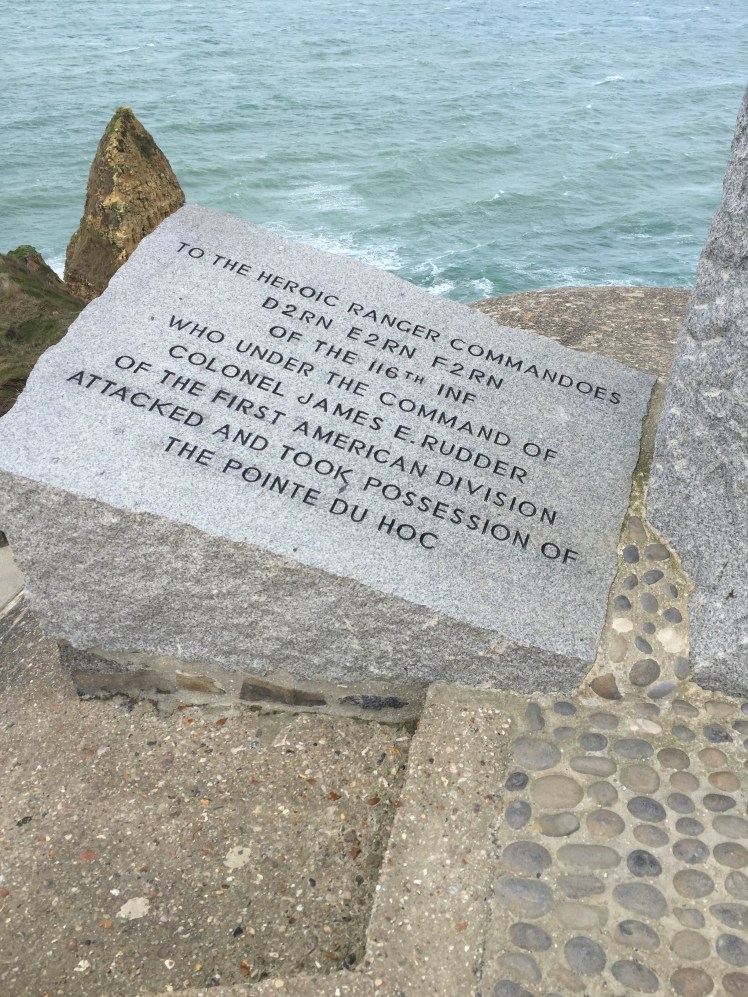 TO THE HEROIC RANGER COMMANDOES
D2RN E2RN F2RN
OF THE 116TH INF
WHO UNDER THE COMMAND OF
COLONEL JAMES E. RUDDER
OF THE FIRST AMERICAN DIVISION
ATTACKED AND TOOK POSSESSION OF
THE POINTE DU HOC